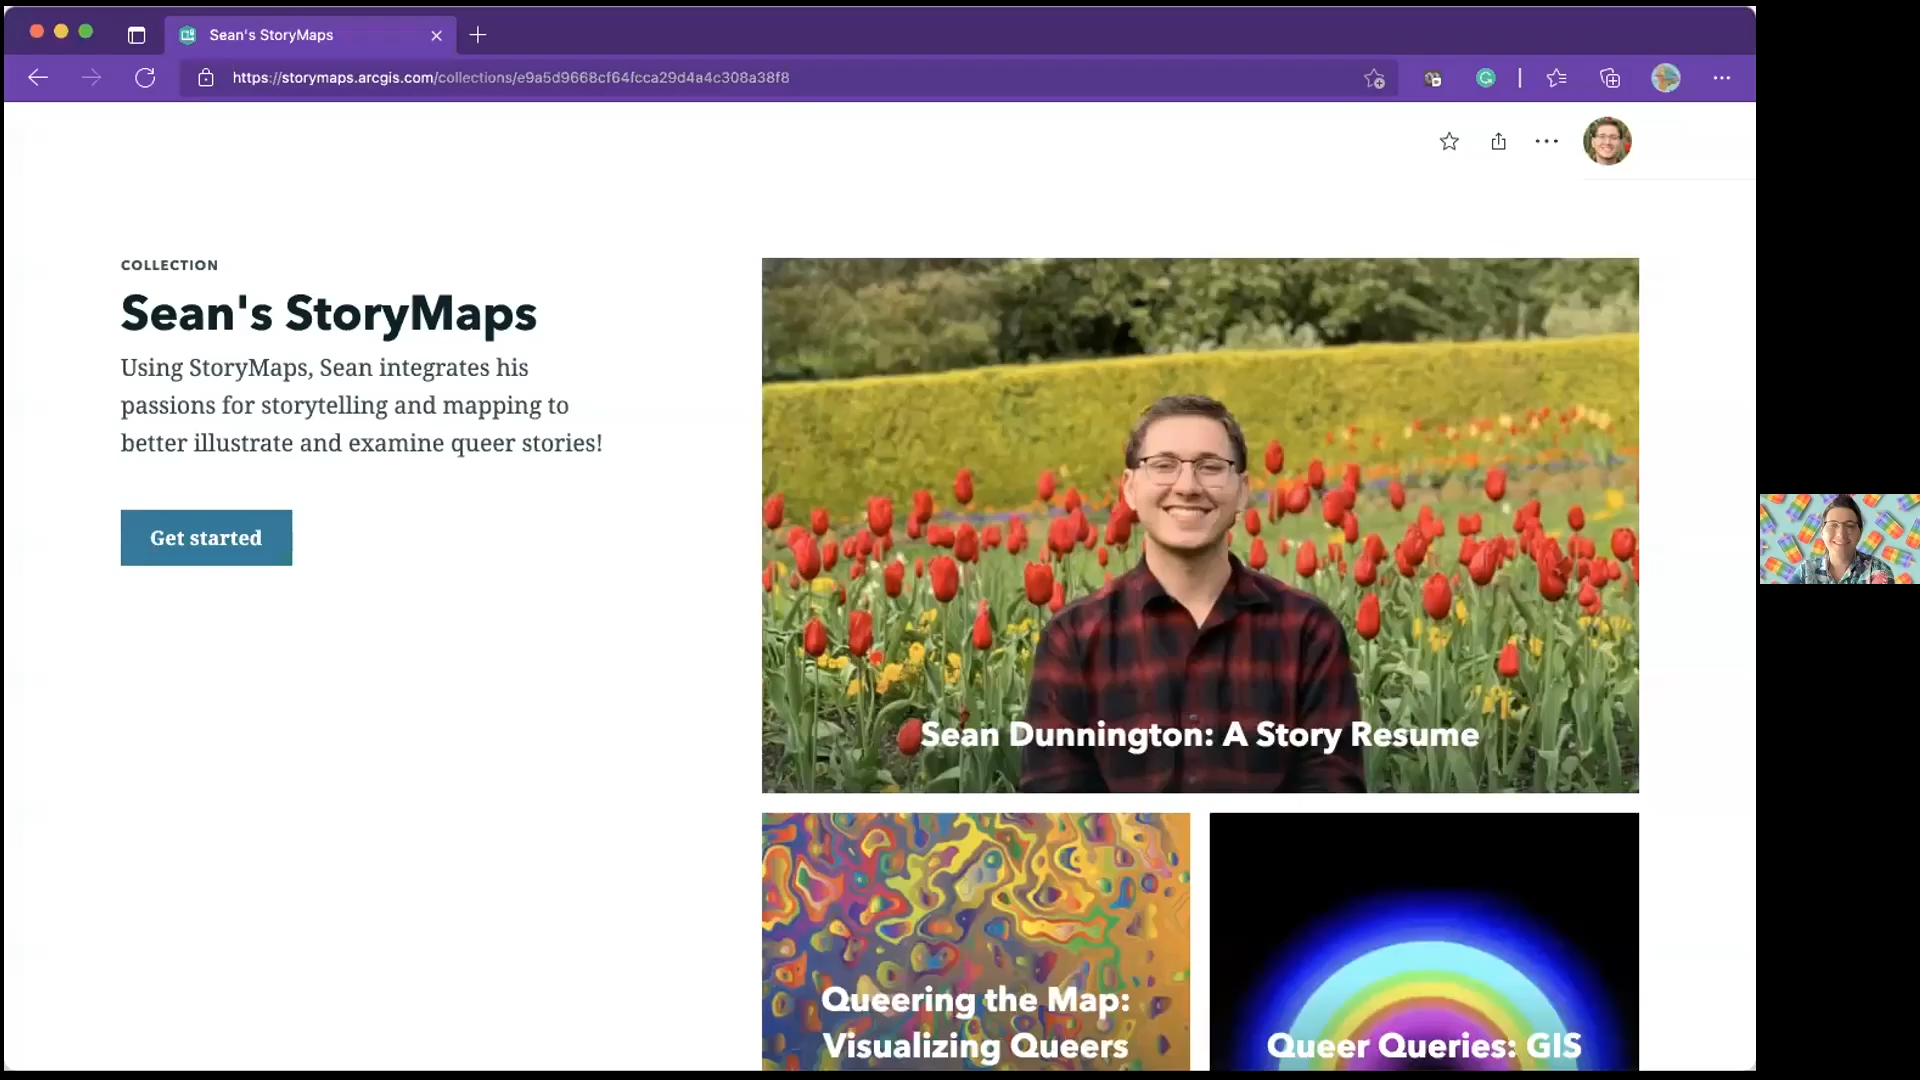 Sean's StoryMaps
https://storymaps.arcgis.com/collections/e9a5d9668cf64fcca29d4a4c308a38f8
COLLECTION
Sean's StoryMaps
Using StoryMaps, Sean integrates his
passions for storytelling and mapping to
better illustrate and examine queer stories!
Get started
Sean Dunnington: A Story Resume
Queering the Map:
Visualizing Queers
Queer Queries: GIS